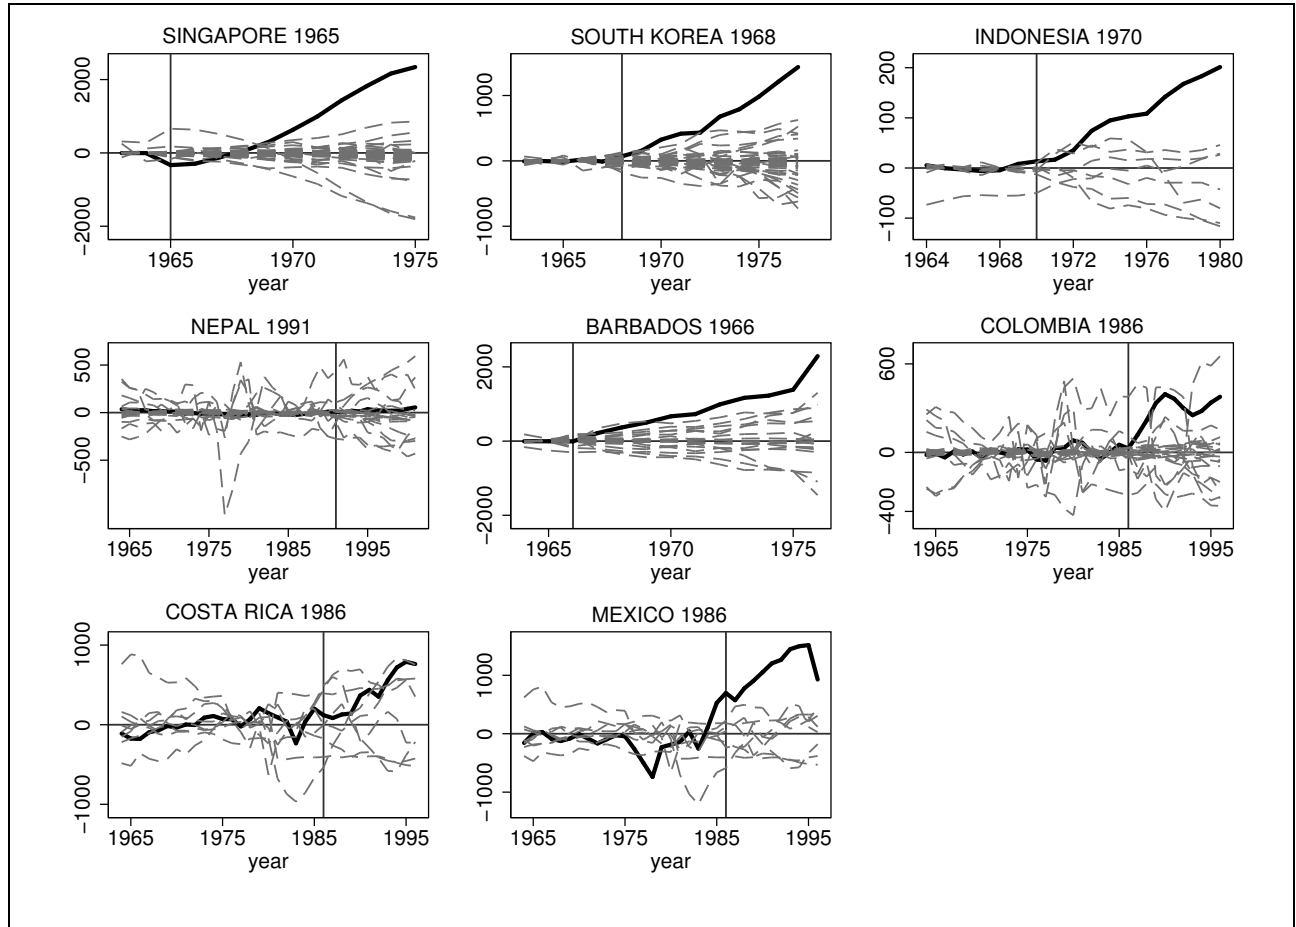 SINGAPORE 1965
2000
0
−2000
1965 1970 1975
year
SOUTH KOREA 1968
1000
0
−1000
1965 1970 1975
year
INDONESIA 1970
200
100
0
−100
1964 1968 1972 1976 1980
year
NEPAL 1991
500
0
−500
1965 1975 1985 1995
year
BARBADOS 1966
2000
0
−2000
1965 1970 1975
year
COLOMBIA 1986
600
0
−400
1965 1975 1985 1995
year
COSTA RICA 1986
1000
0
−1000
1965 1975 1985 1995
year
MEXICO 1986
1000
0
−1000
1965 1975 1985 1995
year